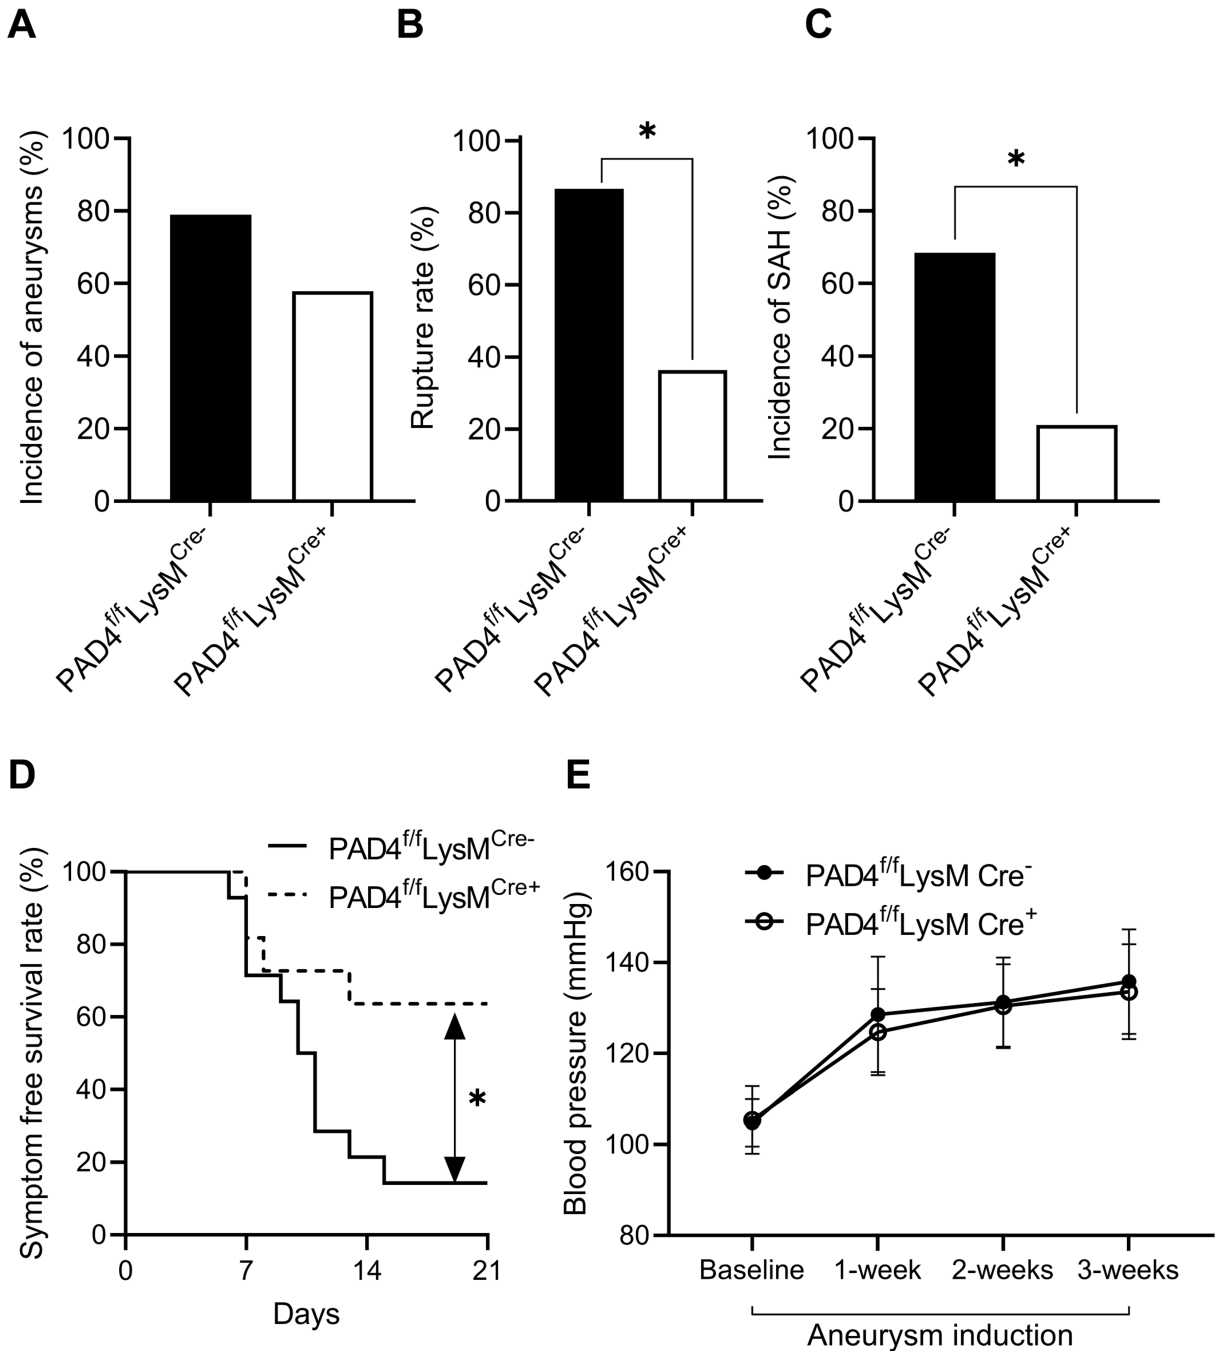 A
B
C
Incidence of aneurysms (%)
100
80
60
40
20
0
PAD4f/fLysMCre-
PAD4f/fLysMCre+
Rupture rate (%)
100
80
60
40
20
0
*
PAD4f/fLysMCre-
PAD4f/fLysMCre+
Incidence of SAH (%)
100
80
60
40
20
0
*
PAD4f/fLysMCre-
PAD4f/fLysMCre+
D
E
Symptom free survival rate (%)
100
80
60
40
20
0
PAD4f/fLysMCre-
PAD4f/fLysMCre+
*
0 7 14 21
Days
Blood pressure (mmHg)
160
140
120
100
80
PAD4f/fLysM Cre-
PAD4f/fLysM Cre+
Baseline 1-week 2-weeks 3-weeks
Aneurysm induction